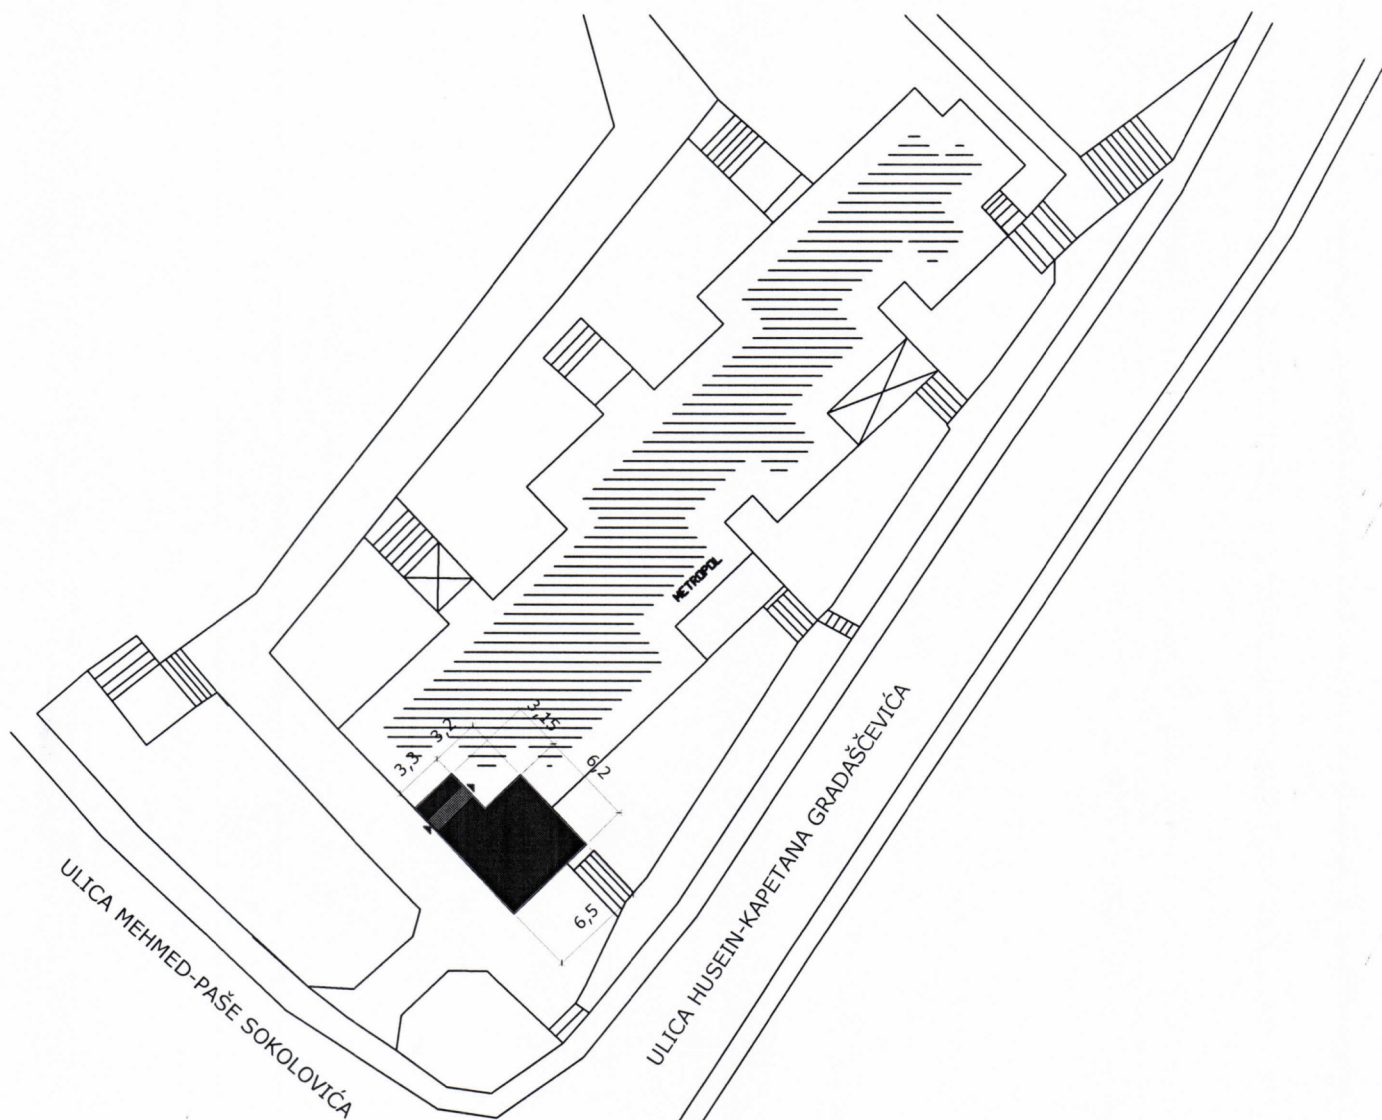 METROPOL
3,15
3,2
3,3
6,2
6,5
ULICA HUSEIN-KAPETANA GRADAŠČEVIĆA
ULICA MEHMED-PAŠE SOKOLOVIĆA